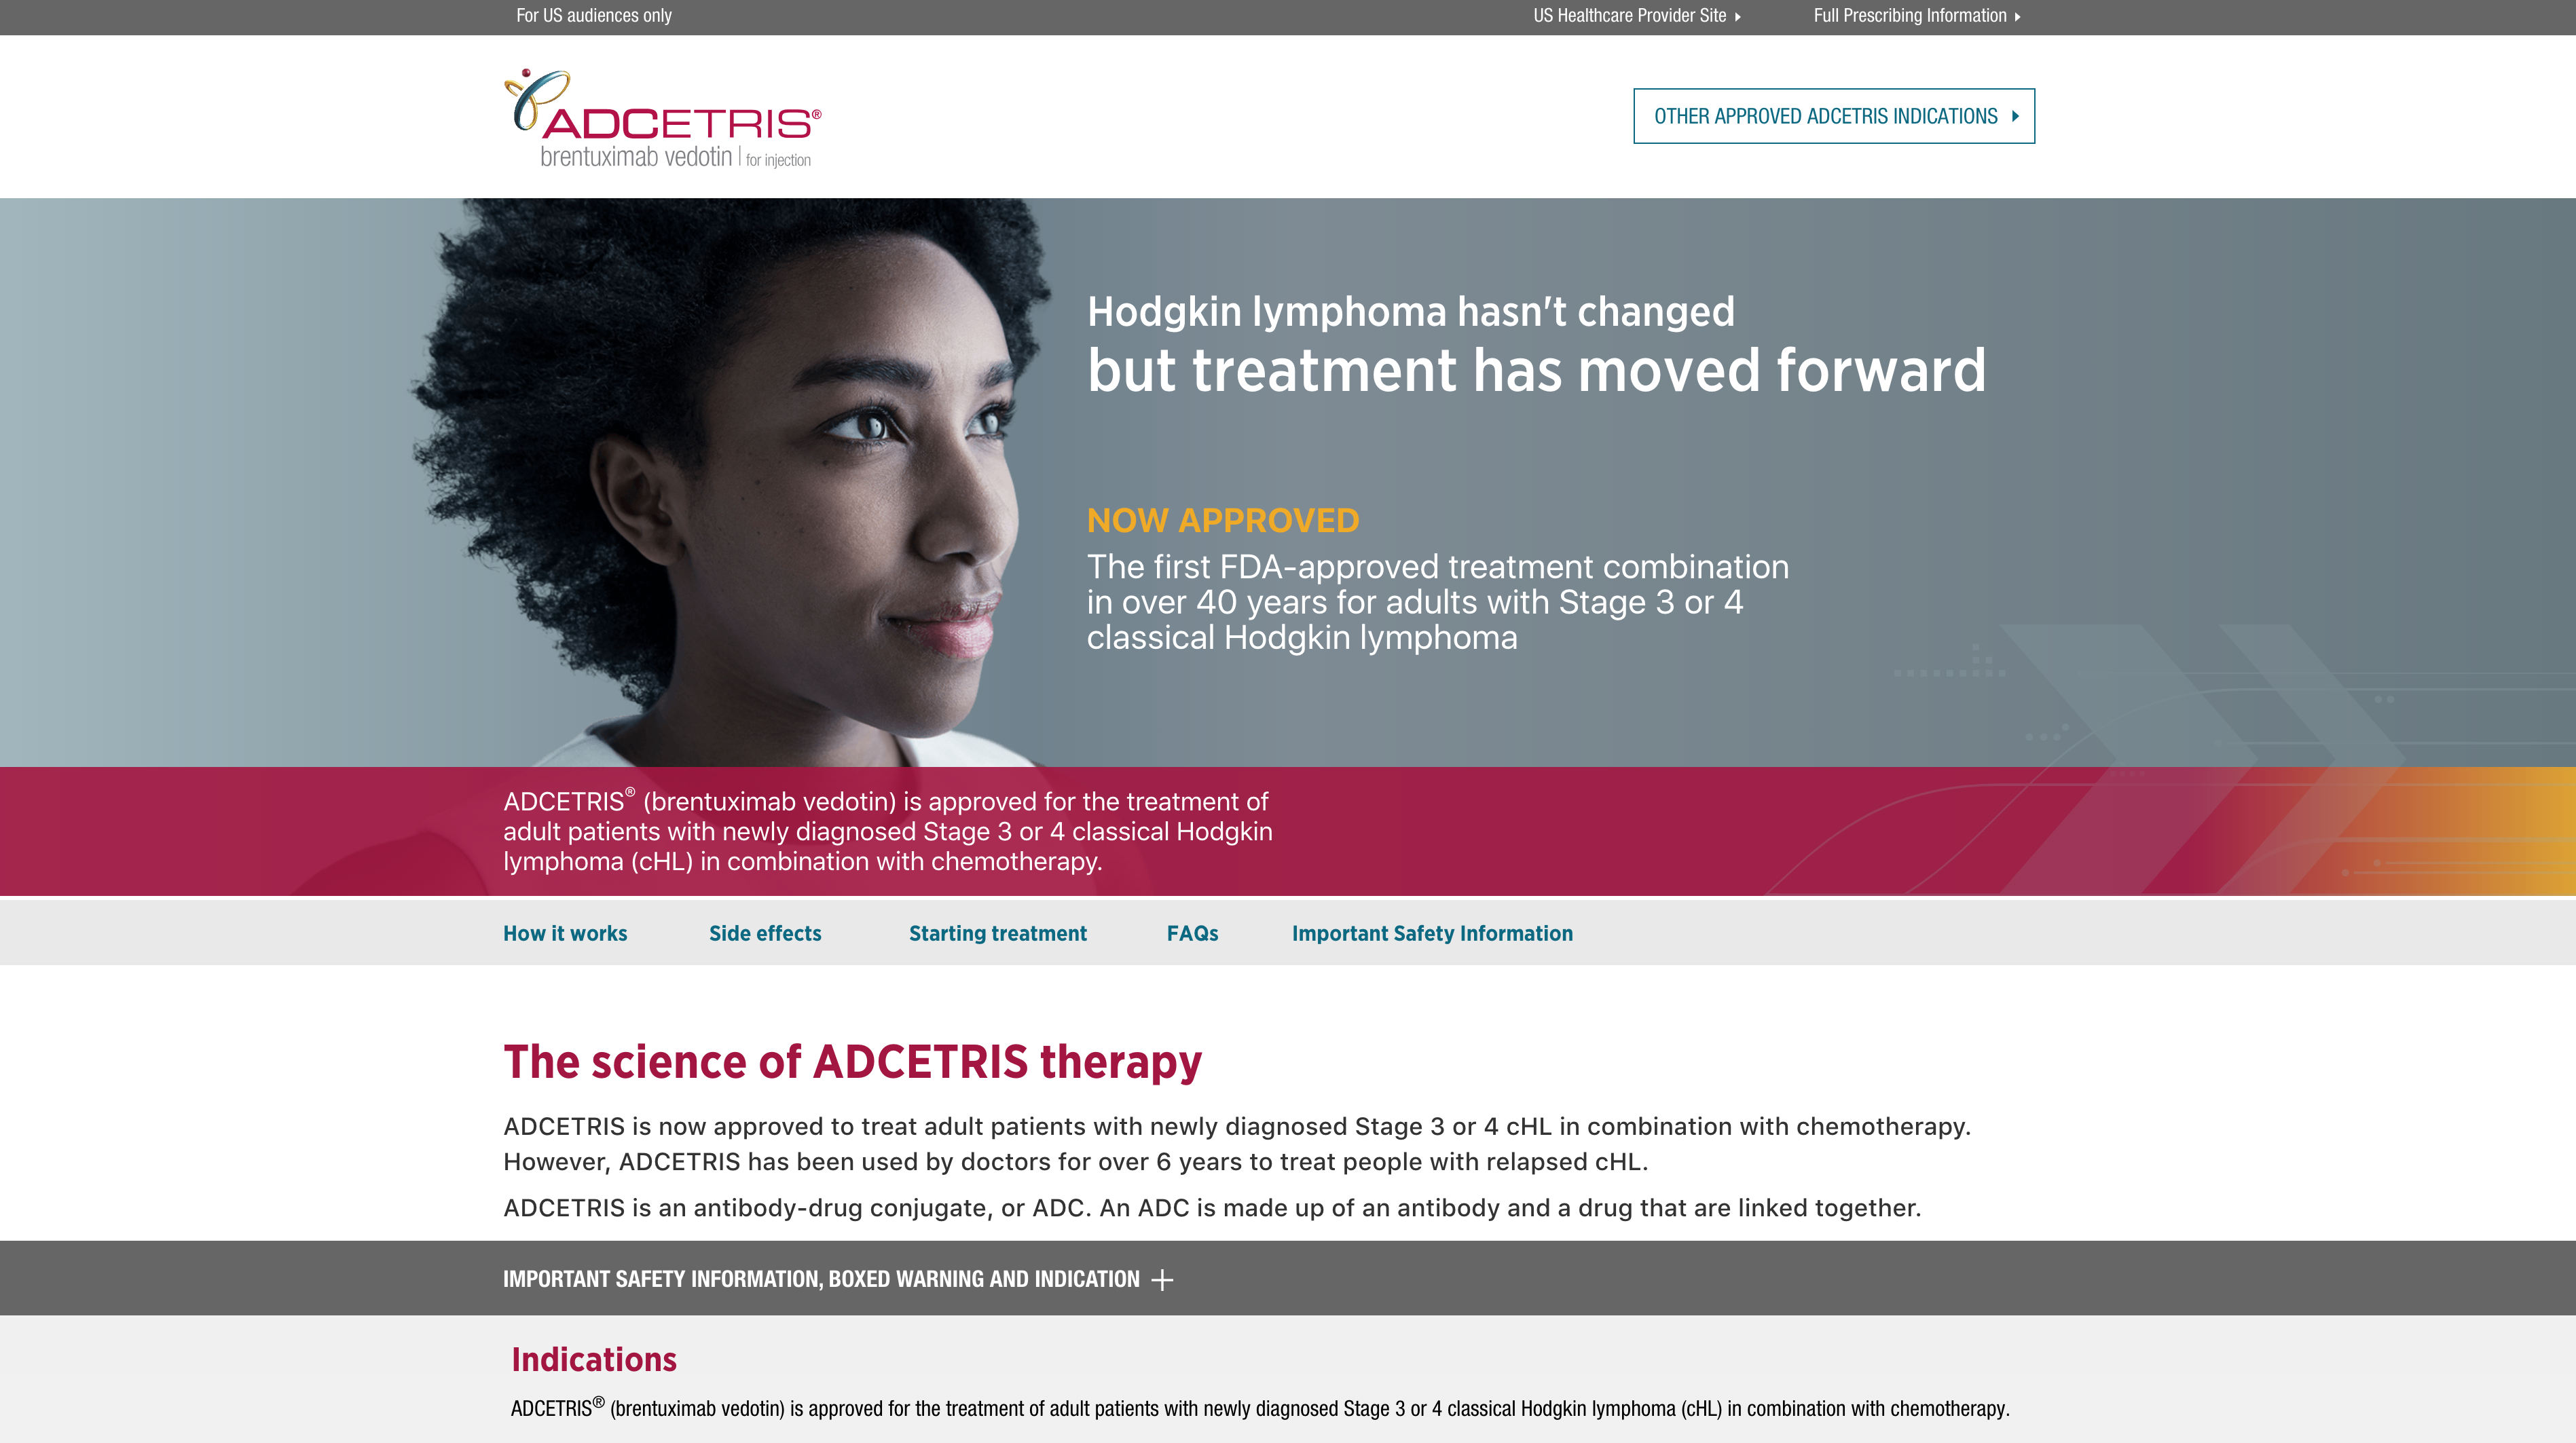 For US audiences only
US Healthcare Provider Site
Full Prescribing Information
ADCETRIS®
brentuximab vedotin | for injection
OTHER APPROVED ADCETRIS INDICATIONS
Hodgkin lymphoma hasn't changed
but treatment has moved forward
NOW APPROVED
The first FDA-approved treatment combination
in over 40 years for adults with Stage 3 or 4
classical Hodgkin lymphoma
ADCETRIS® (brentuximab vedotin) is approved for the treatment of
adult patients with newly diagnosed Stage 3 or 4 classical Hodgkin
lymphoma (cHL) in combination with chemotherapy.
How it works
Side effects
Starting treatment
FAQs
Important Safety Information
The science of ADCETRIS therapy
ADCETRIS is now approved to treat adult patients with newly diagnosed Stage 3 or 4 cHL in combination with chemotherapy.
However, ADCETRIS has been used by doctors for over 6 years to treat people with relapsed cHL.
ADCETRIS is an antibody-drug conjugate, or ADC. An ADC is made up of an antibody and a drug that are linked together.
IMPORTANT SAFETY INFORMATION, BOXED WARNING AND INDICATION
Indications
ADCETRIS® (brentuximab vedotin) is approved for the treatment of adult patients with newly diagnosed Stage 3 or 4 classical Hodgkin lymphoma (cHL) in combination with chemotherapy.